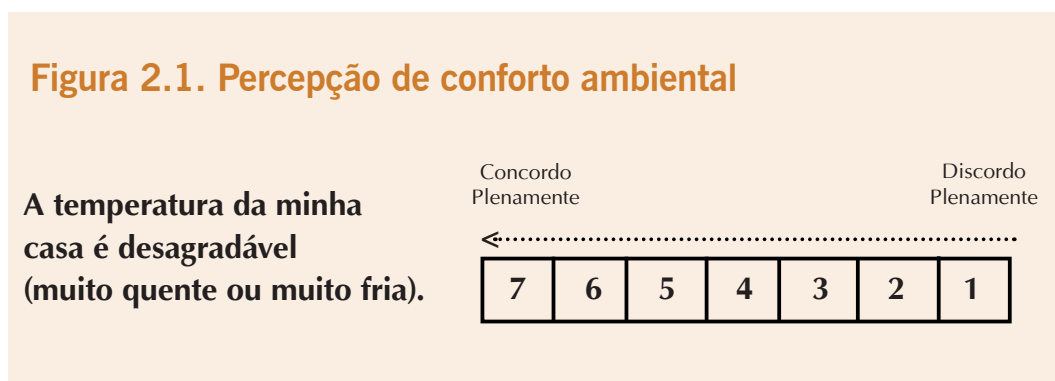 Figura 2.1. Percepção de conforto ambiental
A temperatura da minha
casa é desagradável
(muito quente ou muito fria).
Concordo
Plenamente
Discordo
Plenamente
7 6 5 4 3 2 1